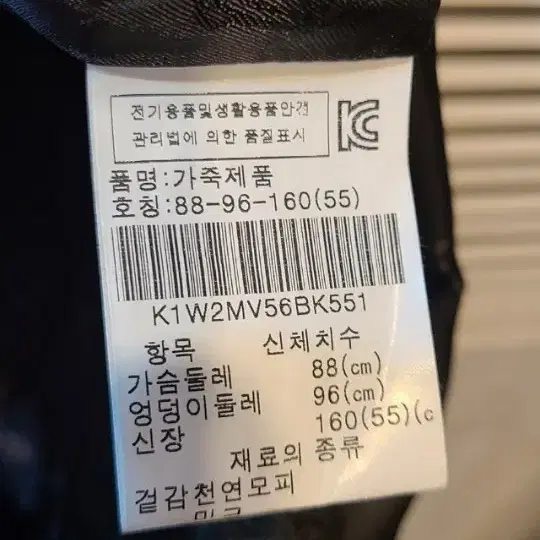 전기용품및생활용품안전
관리법에 의한 품질표시
KC
품명:가죽제품
호칭:88-96-160(55)
K1W2MV56BK551
항목 신체치수
가슴둘레 88(cm)
엉덩이둘레 96(cm)
신장 160(55)(c
재료의 종류
겉감천연모피